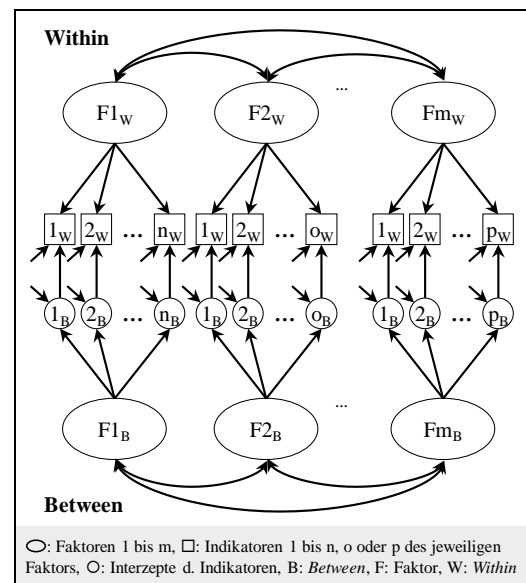 Within
...
F1W F2W FmW
1W 2W ... nW 1W 2W ... oW 1W 2W ... pW
1B 2B ... nB 1B 2B ... oB 1B 2B ... pB
...
F1B F2B FmB
Between
⬭: Faktoren 1 bis m, □: Indikatoren 1 bis n, o oder p des jeweiligen
Faktors, ○: Interzepte d. Indikatoren, B: Between, F: Faktor, W: Within